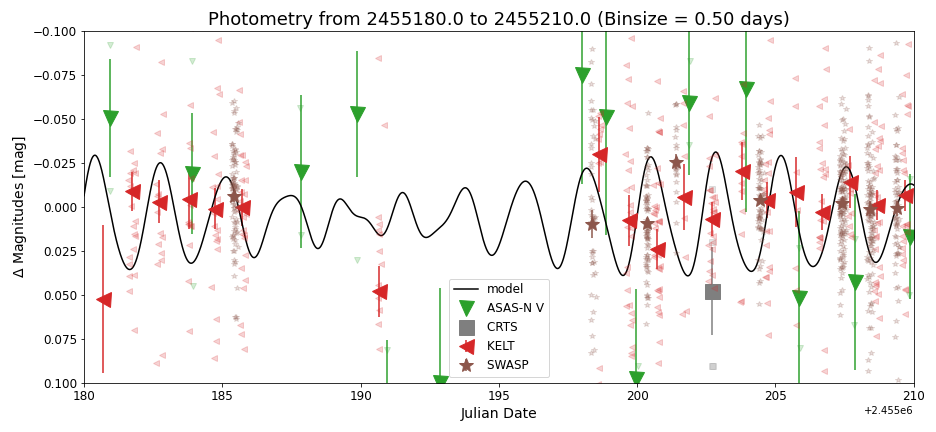 Photometry from 2455180.0 to 2455210.0 (Binsize = 0.50 days)
−0.100
−0.075
−0.050
−0.025
0.000
0.025
0.050
0.075
0.100
Δ Magnitudes [mag]
model
ASAS-N V
CRTS
KELT
SWASP
180
185
190
195
200
205
210
Julian Date
+2.455e6